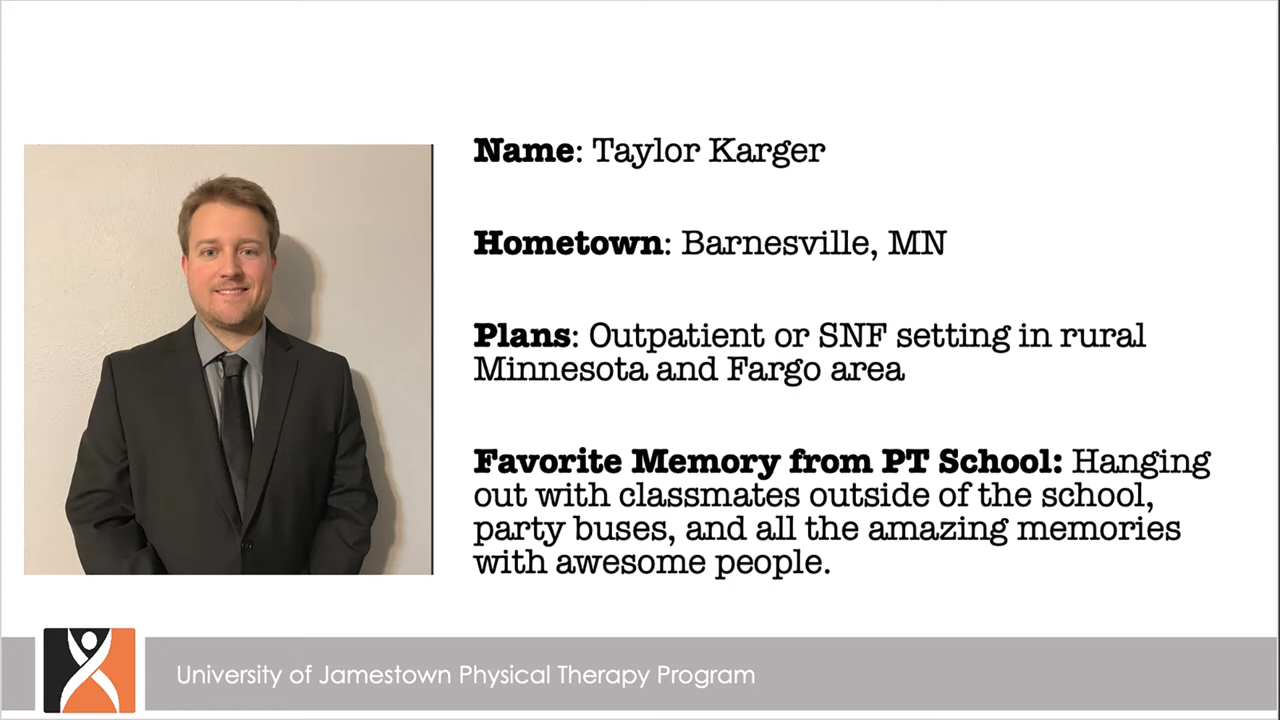 Name: Taylor Karger
Hometown: Barnesville, MN
Plans: Outpatient or SNF setting in rural
Minnesota and Fargo area
Favorite Memory from PT School: Hanging
out with classmates outside of the school,
party buses, and all the amazing memories
with awesome people.
University of Jamestown Physical Therapy Program